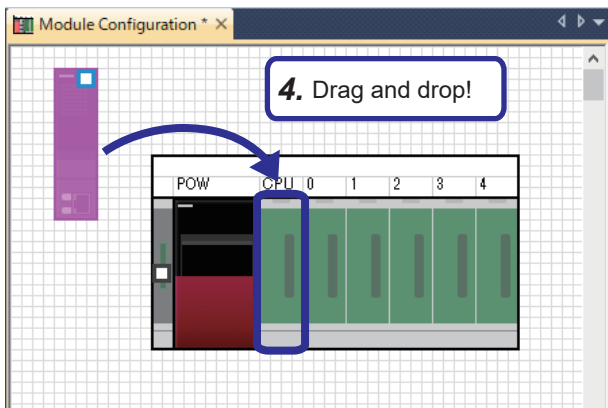 Module Configuration *
4. Drag and drop!
POW CPU 0 1 2 3 4